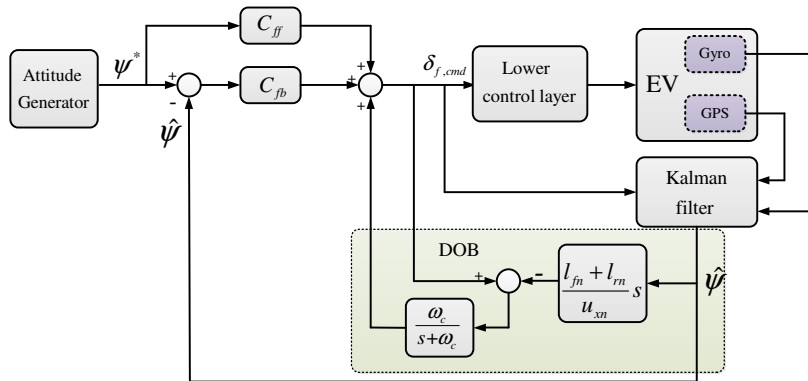 Attitude
Generator
ψ*
+
-
ψ̂
C_ff
C_fb
+
+
+
δ_f,cmd
Lower
control layer
EV
Gyro
GPS
Kalman
filter
DOB
+
-
l_fn + l_rn
u_xn
s
ψ̂
ω_c
s+ω_c